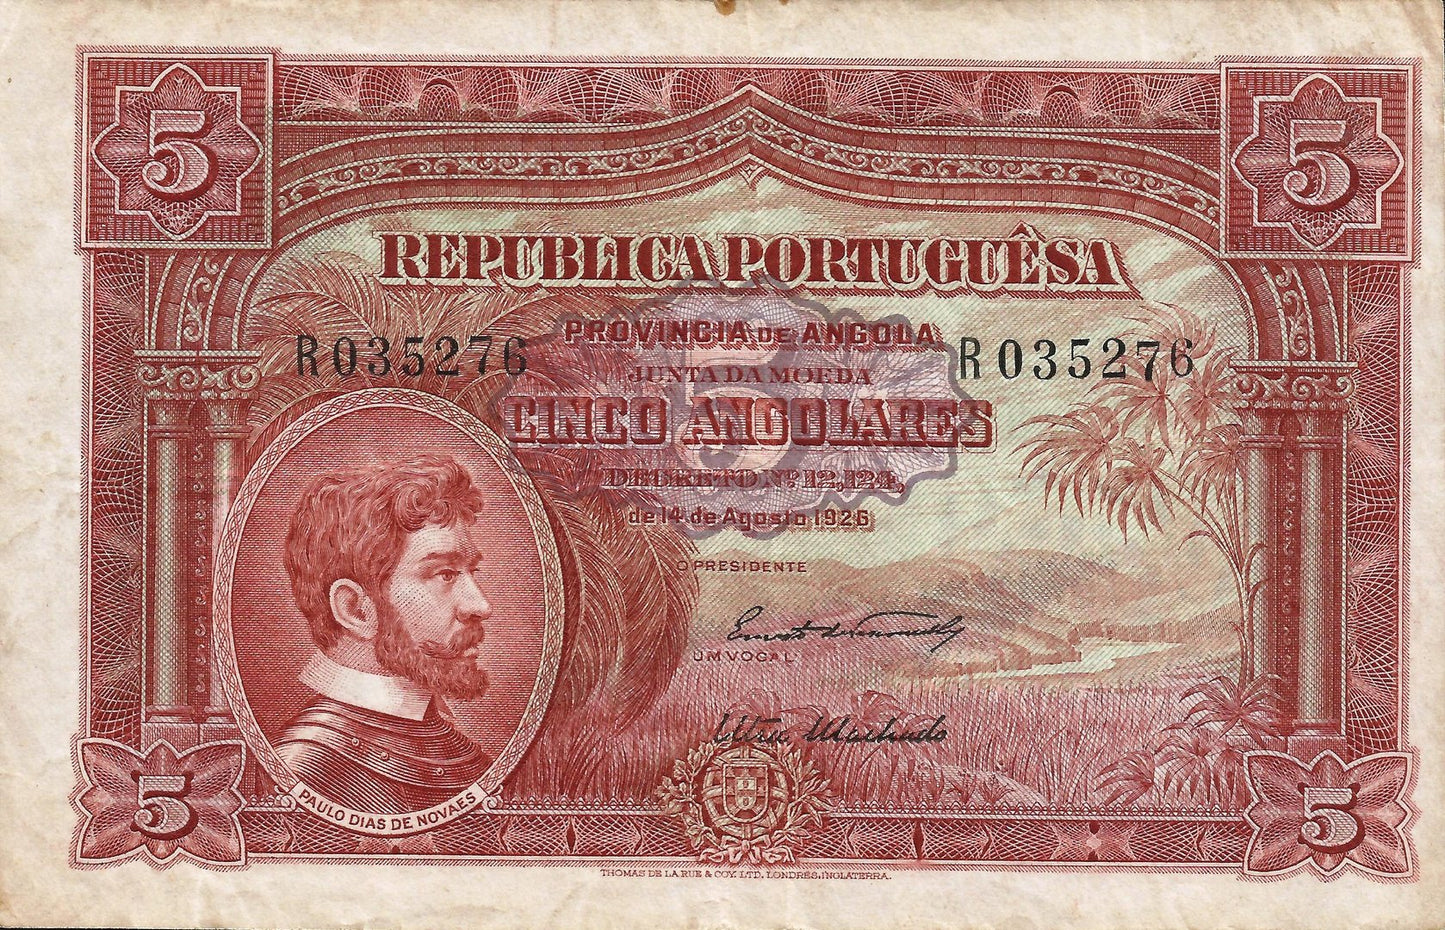 5 5
REPUBLICA PORTUGUÊSA
PROVINCIA DE ANGOLA
R035276 R035276
JUNTA DA MOEDA
5
CINCO ANGOLARES
DECRETO Nº 12,124,
de 14 de Agosto 1926
O PRESIDENTE
UM VOGAL
PAULO DIAS DE NOVAES
5 5
THOMAS DE LA RUE & COY. LTD. LONDRES, INGLATERRA.